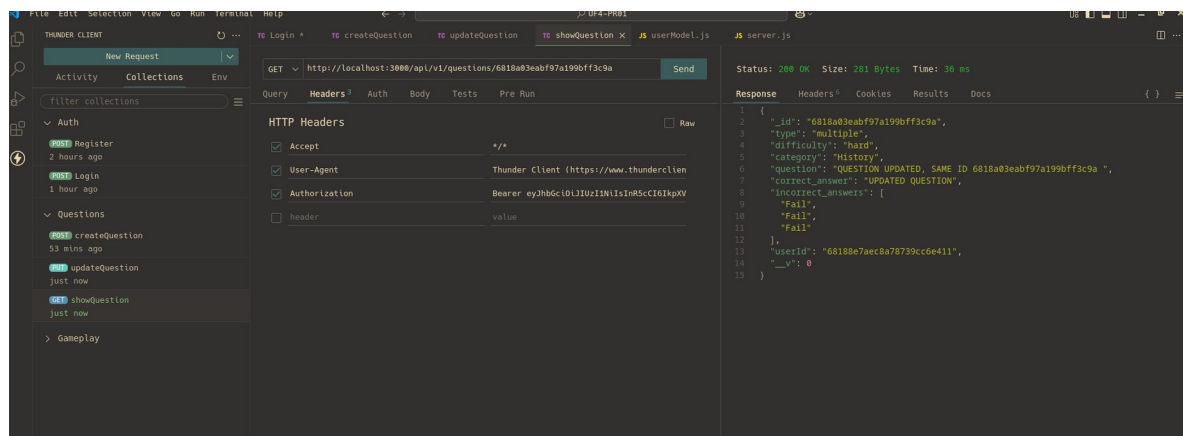 File Edit Selection View Go Run Terminal Help
UF4-PR01
THUNDER CLIENT
New Request
Activity Collections Env
filter collections
Auth
POST Register
2 hours ago
POST Login
1 hour ago
Questions
POST createQuestion
53 mins ago
PUT updateQuestion
just now
GET showQuestion
just now
Gameplay
TC Login * TC createQuestion TC updateQuestion TC showQuestion JS userModel.js JS server.js
GET http://localhost:3000/api/v1/questions/6818a03eabf97a199bff3c9a Send
Query Headers 3 Auth Body Tests Pre Run
HTTP Headers Raw
Accept */*
User-Agent Thunder Client (https://www.thunderclien
Authorization Bearer eyJhbGciOiJIUzI1NiIsInR5cCI6IkpXV
header value
Status: 200 OK Size: 281 Bytes Time: 36 ms
Response Headers 6 Cookies Results Docs { }
1 {
2 "_id": "6818a03eabf97a199bff3c9a",
3 "type": "multiple",
4 "difficulty": "hard",
5 "category": "History",
6 "question": "QUESTION UPDATED, SAME ID 6818a03eabf97a199bff3c9a ",
7 "correct_answer": "UPDATED QUESTION",
8 "incorrect_answers": [
9 "Fail",
10 "Fail",
11 "Fail"
12 ],
13 "userId": "68188e7aec8a78739cc6e411",
14 "__v": 0
15 }